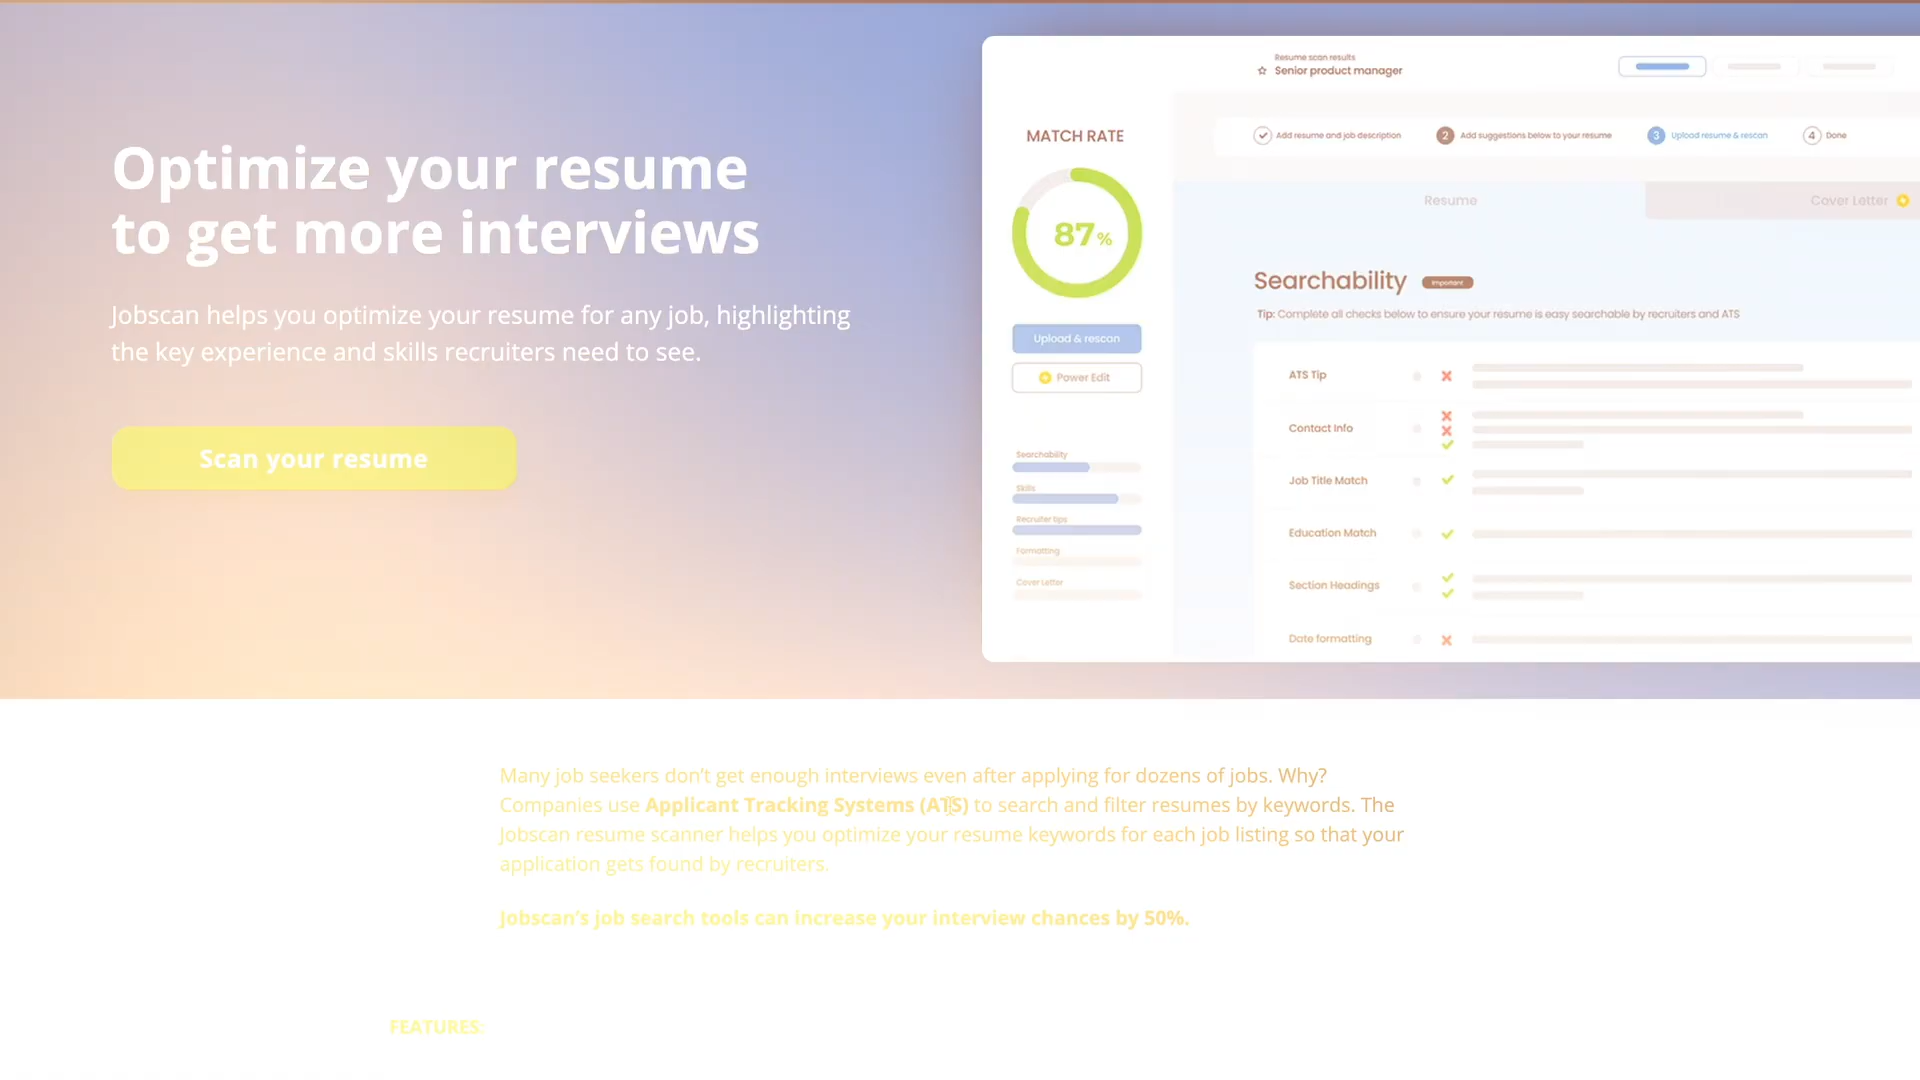 Optimize your resume
to get more interviews
Jobscan helps you optimize your resume for any job, highlighting
the key experience and skills recruiters need to see.
Scan your resume
Resume scan results
Senior product manager
MATCH RATE
87%
Upload & rescan
Power Edit
Searchability
Skills
Recruiter tips
Formatting
Cover Letter
Add resume and job description
2 Add suggestions below to your resume
3 Upload resume & rescan
4 Done
Resume
Cover Letter
Searchability
Important
Tip: Complete all checks below to ensure your resume is easy searchable by recruiters and ATS
ATS Tip
Contact Info
Job Title Match
Education Match
Section Headings
Date formatting
Many job seekers don’t get enough interviews even after applying for dozens of jobs. Why?
Companies use Applicant Tracking Systems (ATS) to search and filter resumes by keywords. The
Jobscan resume scanner helps you optimize your resume keywords for each job listing so that your
application gets found by recruiters.
Jobscan’s job search tools can increase your interview chances by 50%.
FEATURES: